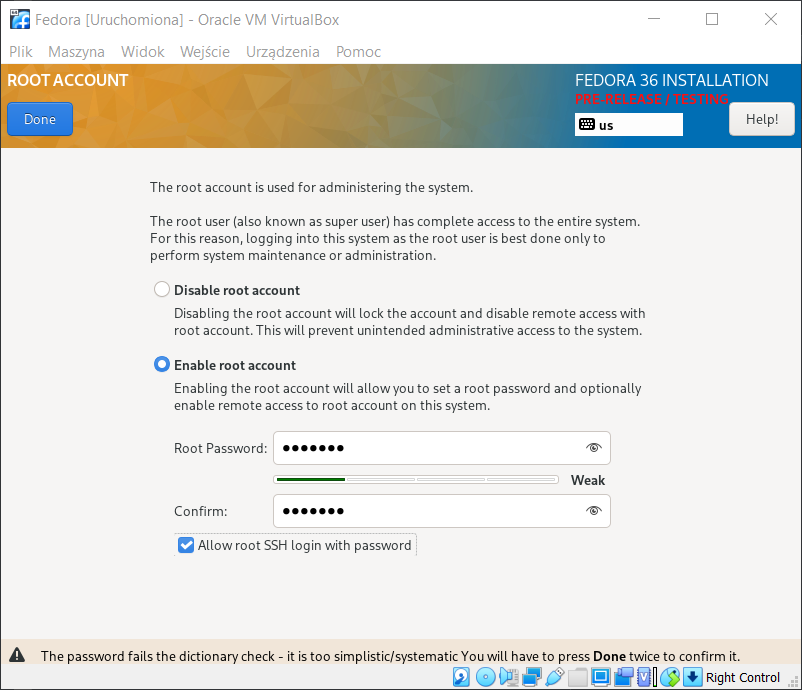 Fedora [Uruchomiona] - Oracle VM VirtualBox
Plik Maszyna Widok Wejście Urządzenia Pomoc
ROOT ACCOUNT
FEDORA 36 INSTALLATION
PRE-RELEASE / TESTING
Done
us
Help!
The root account is used for administering the system.
The root user (also known as super user) has complete access to the entire system.
For this reason, logging into this system as the root user is best done only to
perform system maintenance or administration.
Disable root account
Disabling the root account will lock the account and disable remote access with
root account. This will prevent unintended administrative access to the system.
Enable root account
Enabling the root account will allow you to set a root password and optionally
enable remote access to root account on this system.
Root Password: ●●●●●●●
Weak
Confirm: ●●●●●●●
Allow root SSH login with password
The password fails the dictionary check - it is too simplistic/systematic You will have to press Done twice to confirm it.
Right Control